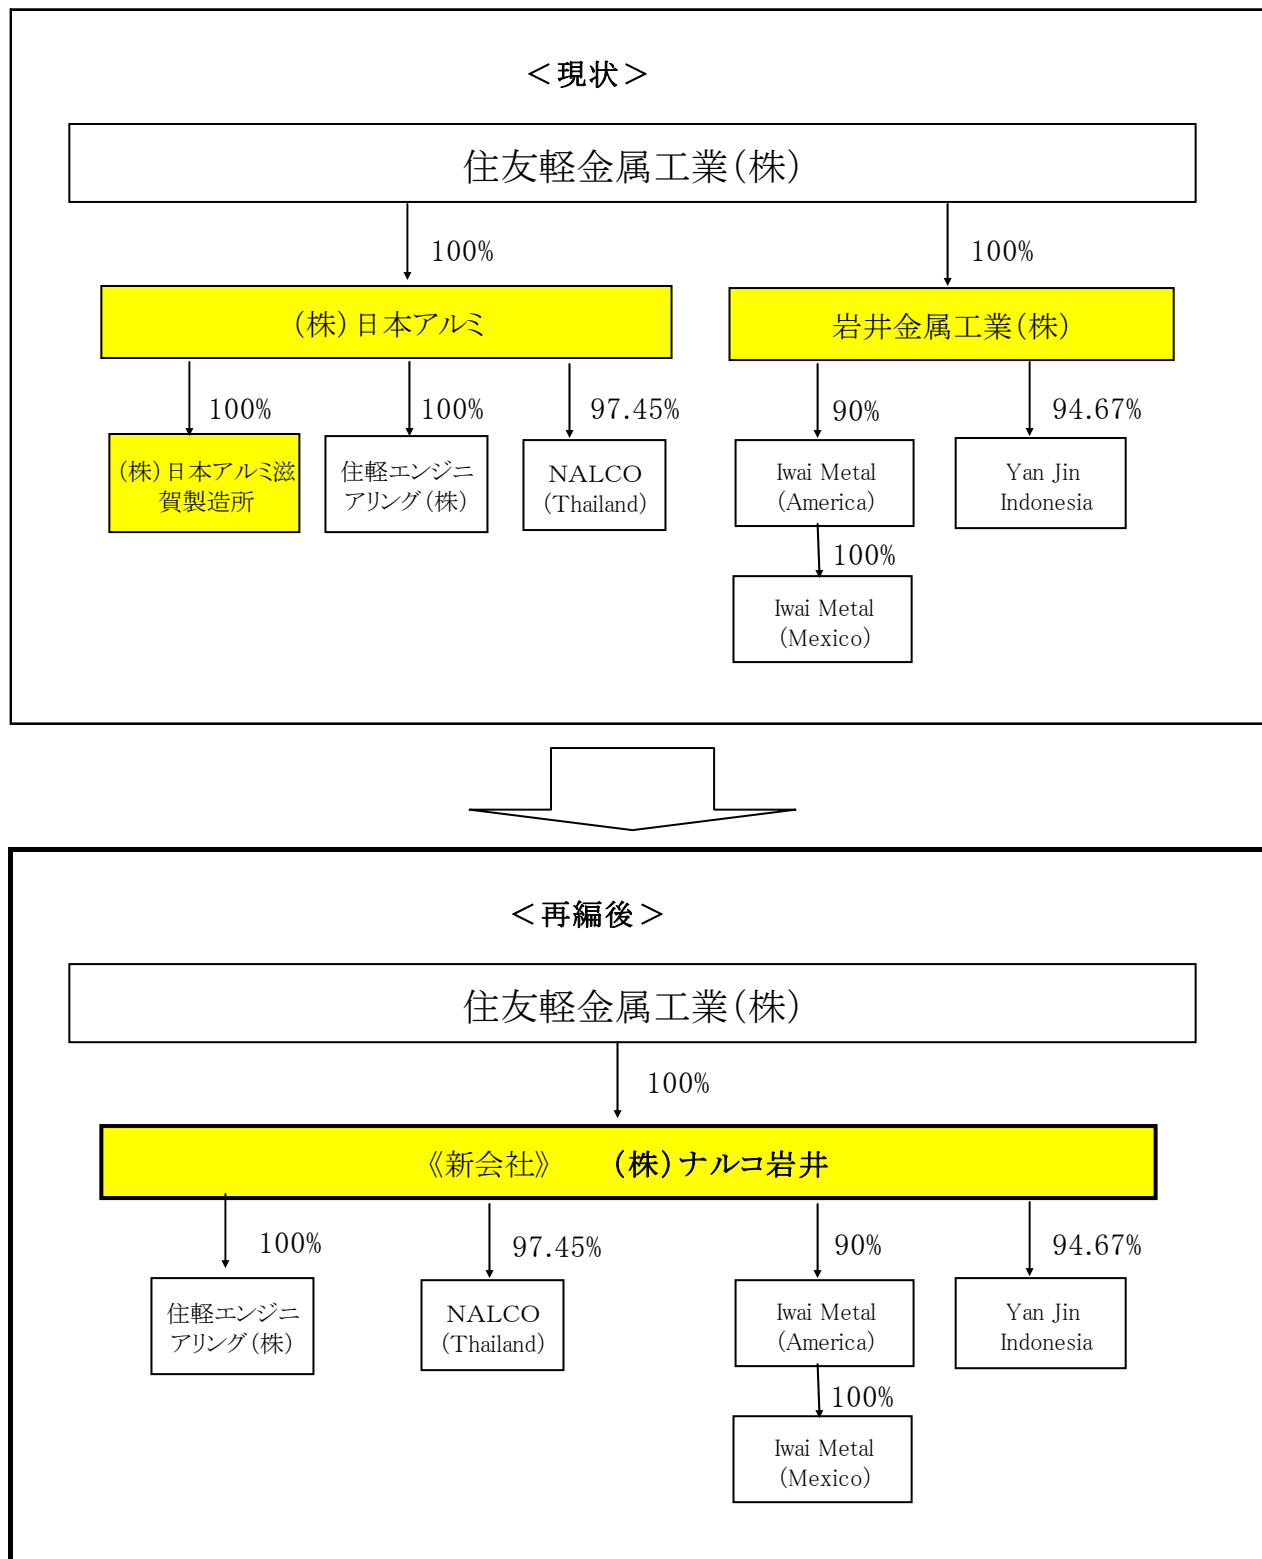 ＜現状＞
住友軽金属工業(株)
100%
100%
(株)日本アルミ
岩井金属工業(株)
100%
100%
97.45%
90%
94.67%
(株)日本アルミ滋
賀製造所
住軽エンジニ
アリング(株)
NALCO
(Thailand)
Iwai Metal
(America)
Yan Jin
Indonesia
100%
Iwai Metal
(Mexico)
＜再編後＞
住友軽金属工業(株)
100%
《新会社》　(株)ナルコ岩井
100%
97.45%
90%
94.67%
住軽エンジニ
アリング(株)
NALCO
(Thailand)
Iwai Metal
(America)
Yan Jin
Indonesia
100%
Iwai Metal
(Mexico)